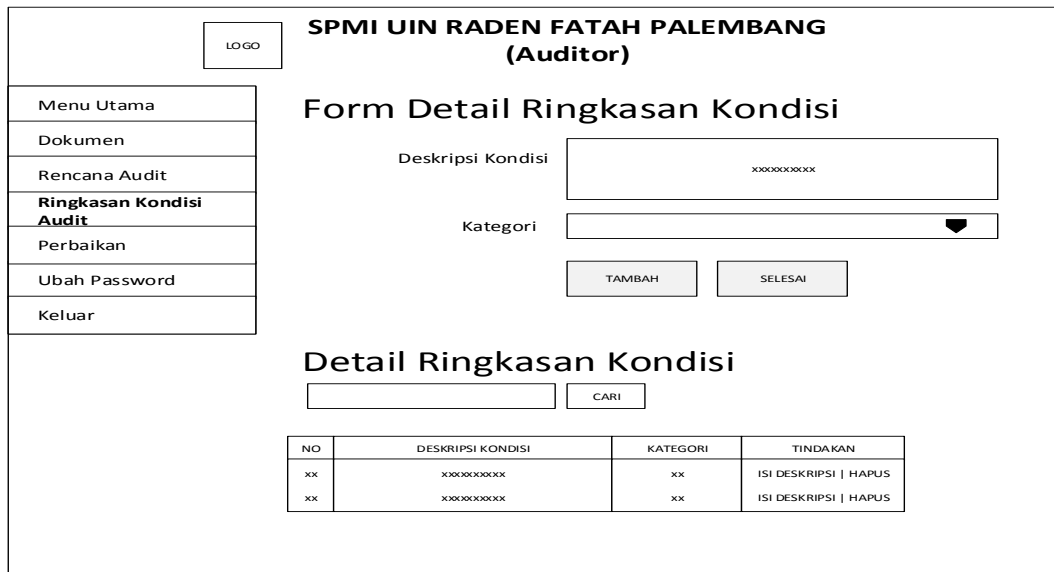 LOGO
SPMI UIN RADEN FATAH PALEMBANG
(Auditor)
Menu Utama
Dokumen
Rencana Audit
Ringkasan Kondisi
Audit
Perbaikan
Ubah Password
Keluar
Form Detail Ringkasan Kondisi
Deskripsi Kondisi
xxxxxxxxxx
Kategori
TAMBAH
SELESAI
Detail Ringkasan Kondisi
CARI
NO DESKRIPSI KONDISI KATEGORI TINDAKAN
xx xxxxxxxxxx xx ISI DESKRIPSI | HAPUS
xx xxxxxxxxxx xx ISI DESKRIPSI | HAPUS